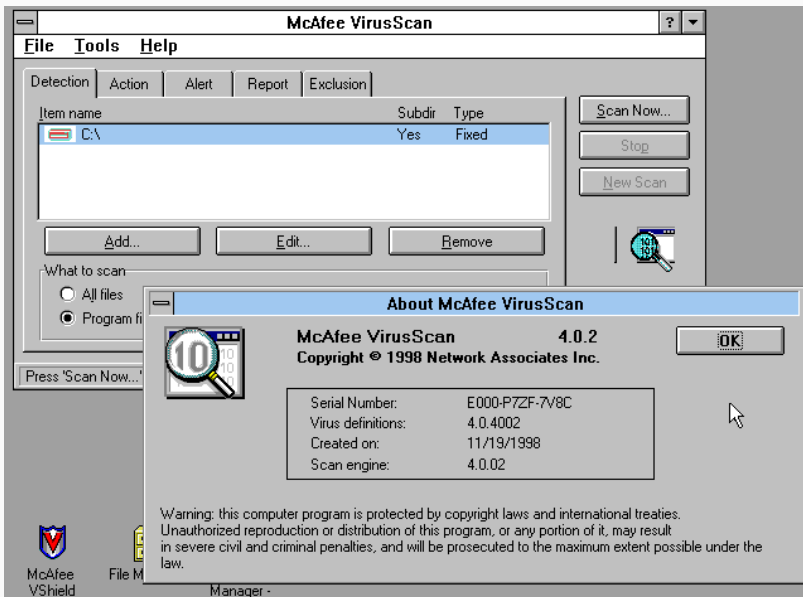 McAfee VirusScan
?
File Tools Help
Detection Action Alert Report Exclusion
Item name Subdir Type
C:\ Yes Fixed
Scan Now...
Stop
New Scan
Add... Edit... Remove
What to scan
All files
Program fi
Press 'Scan Now...'
About McAfee VirusScan
McAfee VirusScan 4.0.2
Copyright © 1998 Network Associates Inc.
OK
Serial Number: E000-P7ZF-7V8C
Virus definitions: 4.0.4002
Created on: 11/19/1998
Scan engine: 4.0.02
Warning: this computer program is protected by copyright laws and international treaties.
Unauthorized reproduction or distribution of this program, or any portion of it, may result
in severe civil and criminal penalties, and will be prosecuted to the maximum extent possible under the
law.
McAfee
VShield
File M
Manager -